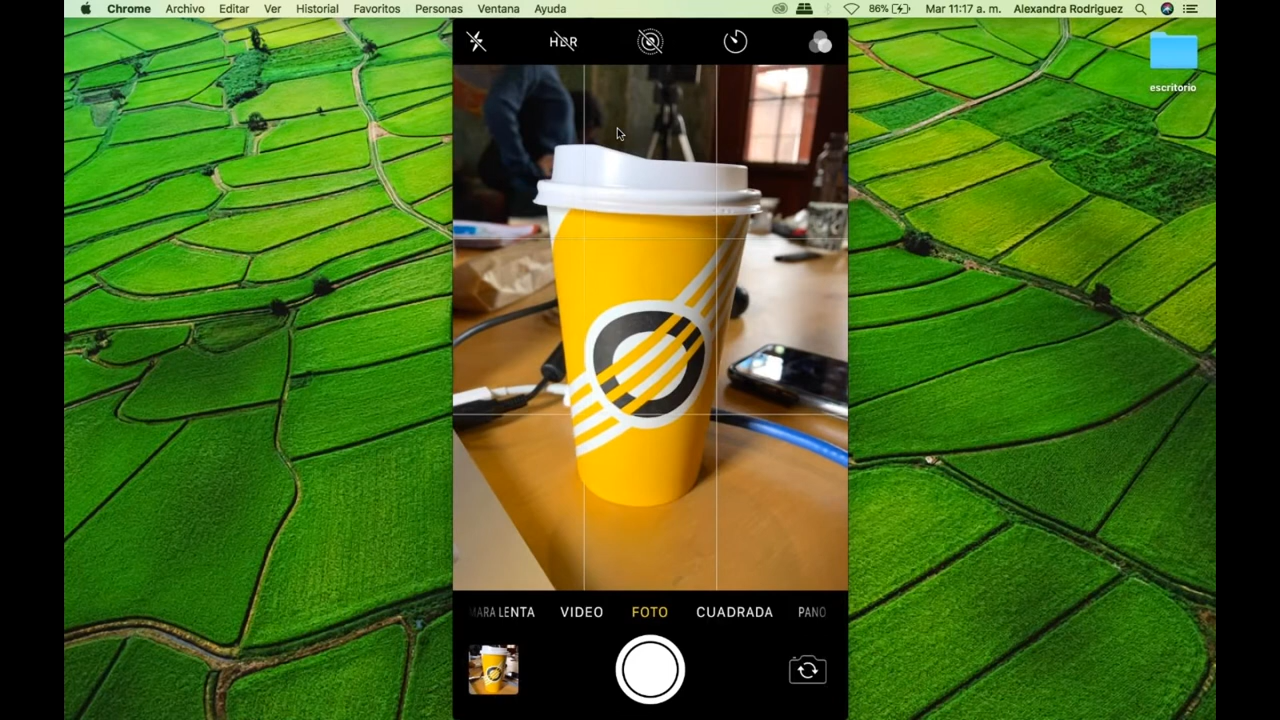 Chrome Archivo Editar Ver Historial Favoritos Personas Ventana Ayuda 86% Mar 11:17 a. m. Alexandra Rodriguez
escritorio
HDR
MARA LENTA VIDEO FOTO CUADRADA PANO